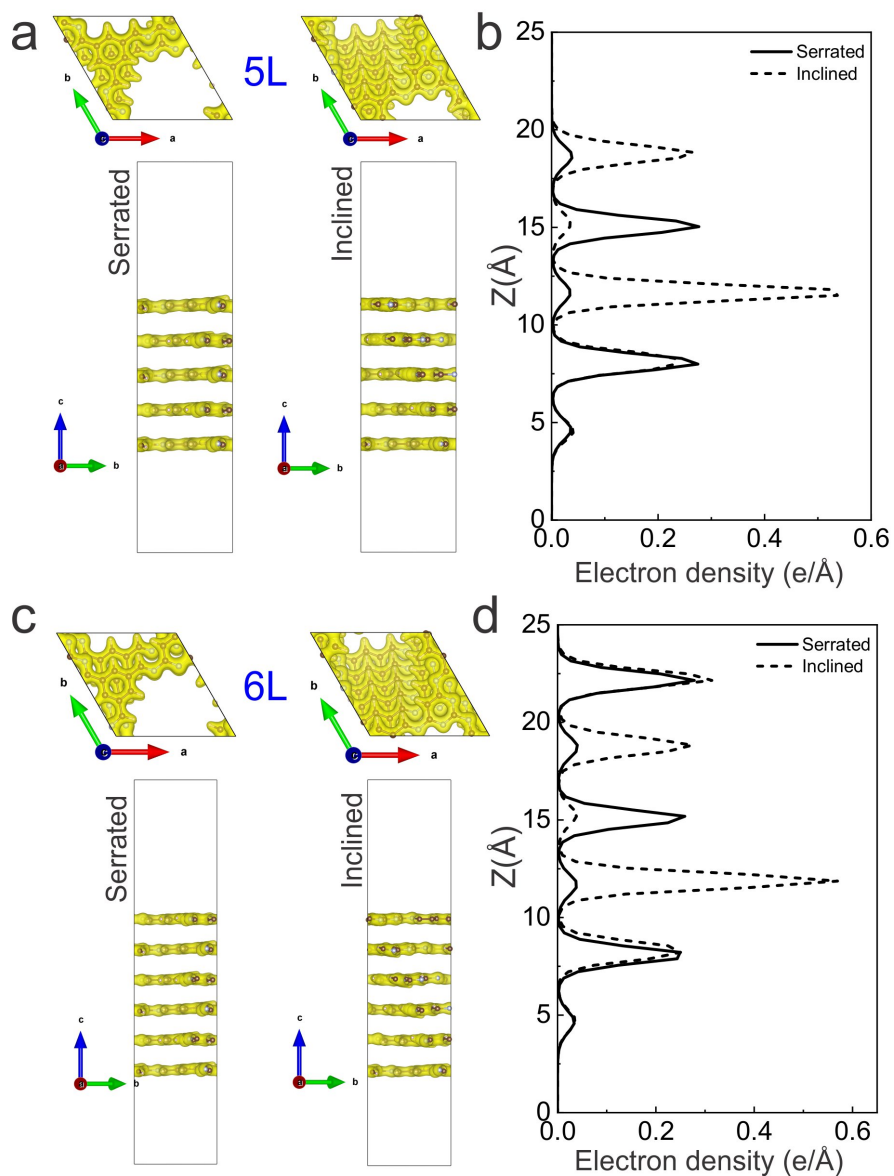 a
5L
b
b
a
b
a
Serrated
Inclined
c
b
a
c
b
a
Serrated
Inclined
25
20
15
10
5
0
Z(Å)
0.0 0.2 0.4 0.6
Electron density (e/Å)
c
6L
d
b
c
a
b
c
a
Serrated
Inclined
c
b
a
c
b
a
Serrated
Inclined
25
20
15
10
5
0
Z(Å)
0.0 0.2 0.4 0.6
Electron density (e/Å)